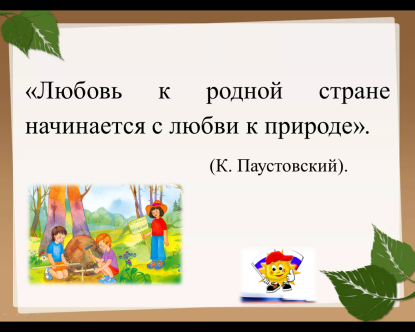 «Любовь к родной стране
начинается с любви к природе».
(К. Паустовский).